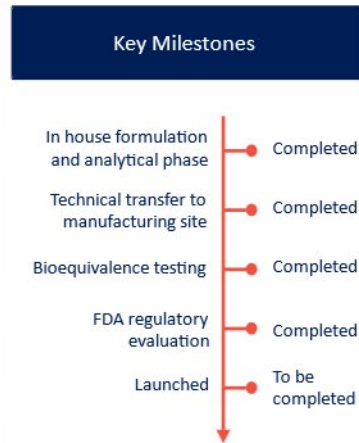 Key Milestones
In house formulation
and analytical phase
Completed
Technical transfer to
manufacturing site
Completed
Bioequivalence testing
Completed
FDA regulatory
evaluation
Completed
Launched
To be
completed